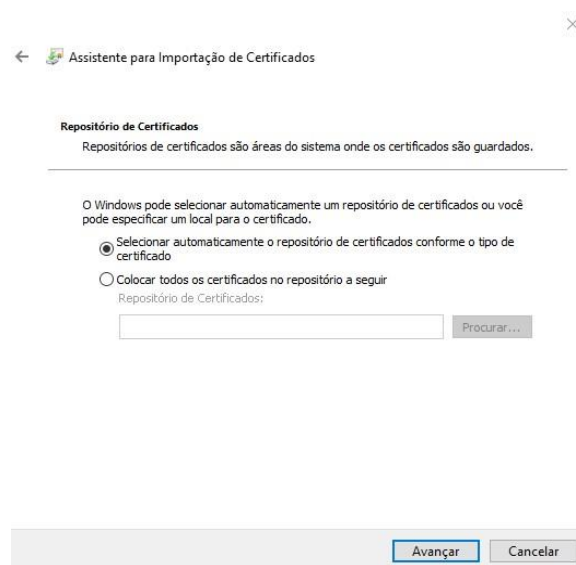 Assistente para Importação de Certificados
Repositório de Certificados
Repositórios de certificados são áreas do sistema onde os certificados são guardados.
O Windows pode selecionar automaticamente um repositório de certificados ou você
pode especificar um local para o certificado.
Selecionar automaticamente o repositório de certificados conforme o tipo de
certificado
Colocar todos os certificados no repositório a seguir
Repositório de Certificados:
Procurar...
Avançar Cancelar